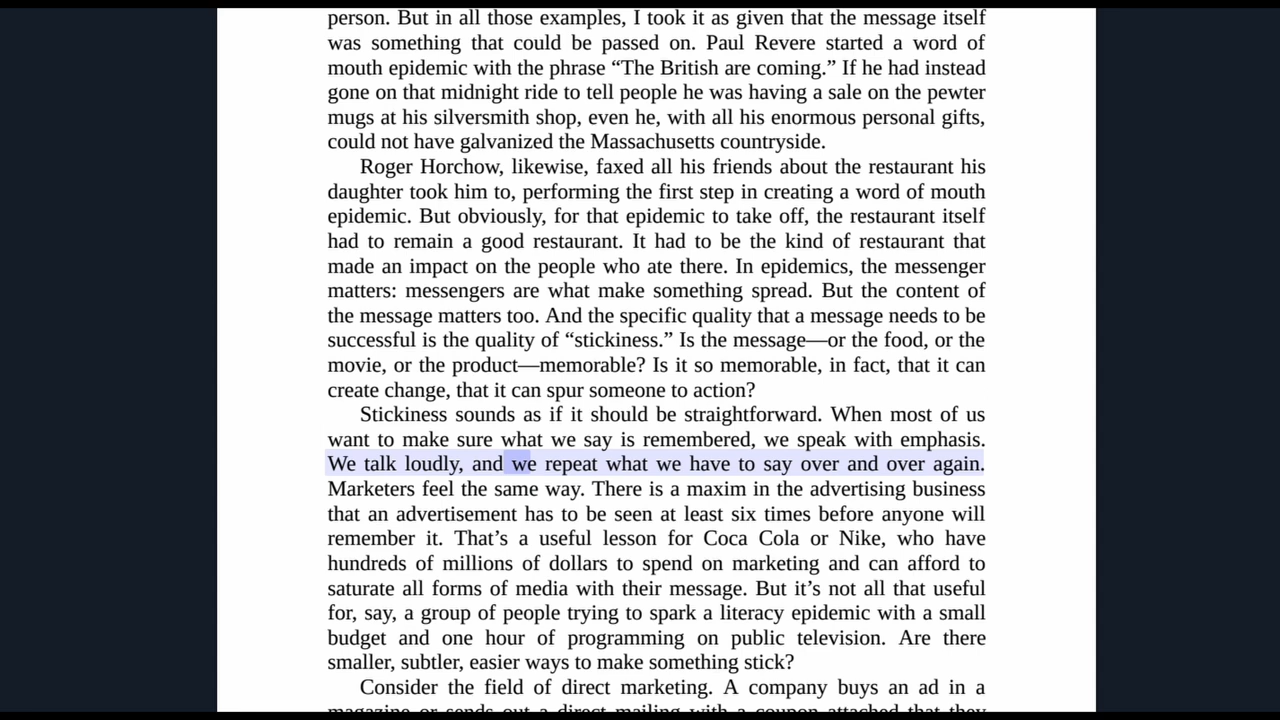 person. But in all those examples, I took it as given that the message itself
was something that could be passed on. Paul Revere started a word of
mouth epidemic with the phrase “The British are coming.” If he had instead
gone on that midnight ride to tell people he was having a sale on the pewter
mugs at his silversmith shop, even he, with all his enormous personal gifts,
could not have galvanized the Massachusetts countryside.
Roger Horchow, likewise, faxed all his friends about the restaurant his
daughter took him to, performing the first step in creating a word of mouth
epidemic. But obviously, for that epidemic to take off, the restaurant itself
had to remain a good restaurant. It had to be the kind of restaurant that
made an impact on the people who ate there. In epidemics, the messenger
matters: messengers are what make something spread. But the content of
the message matters too. And the specific quality that a message needs to be
successful is the quality of “stickiness.” Is the message—or the food, or the
movie, or the product—memorable? Is it so memorable, in fact, that it can
create change, that it can spur someone to action?
Stickiness sounds as if it should be straightforward. When most of us
want to make sure what we say is remembered, we speak with emphasis.
We talk loudly, and we repeat what we have to say over and over again.
Marketers feel the same way. There is a maxim in the advertising business
that an advertisement has to be seen at least six times before anyone will
remember it. That’s a useful lesson for Coca Cola or Nike, who have
hundreds of millions of dollars to spend on marketing and can afford to
saturate all forms of media with their message. But it’s not all that useful
for, say, a group of people trying to spark a literacy epidemic with a small
budget and one hour of programming on public television. Are there
smaller, subtler, easier ways to make something stick?
Consider the field of direct marketing. A company buys an ad in a
magazine or sends out a direct mailing with a coupon attached that they